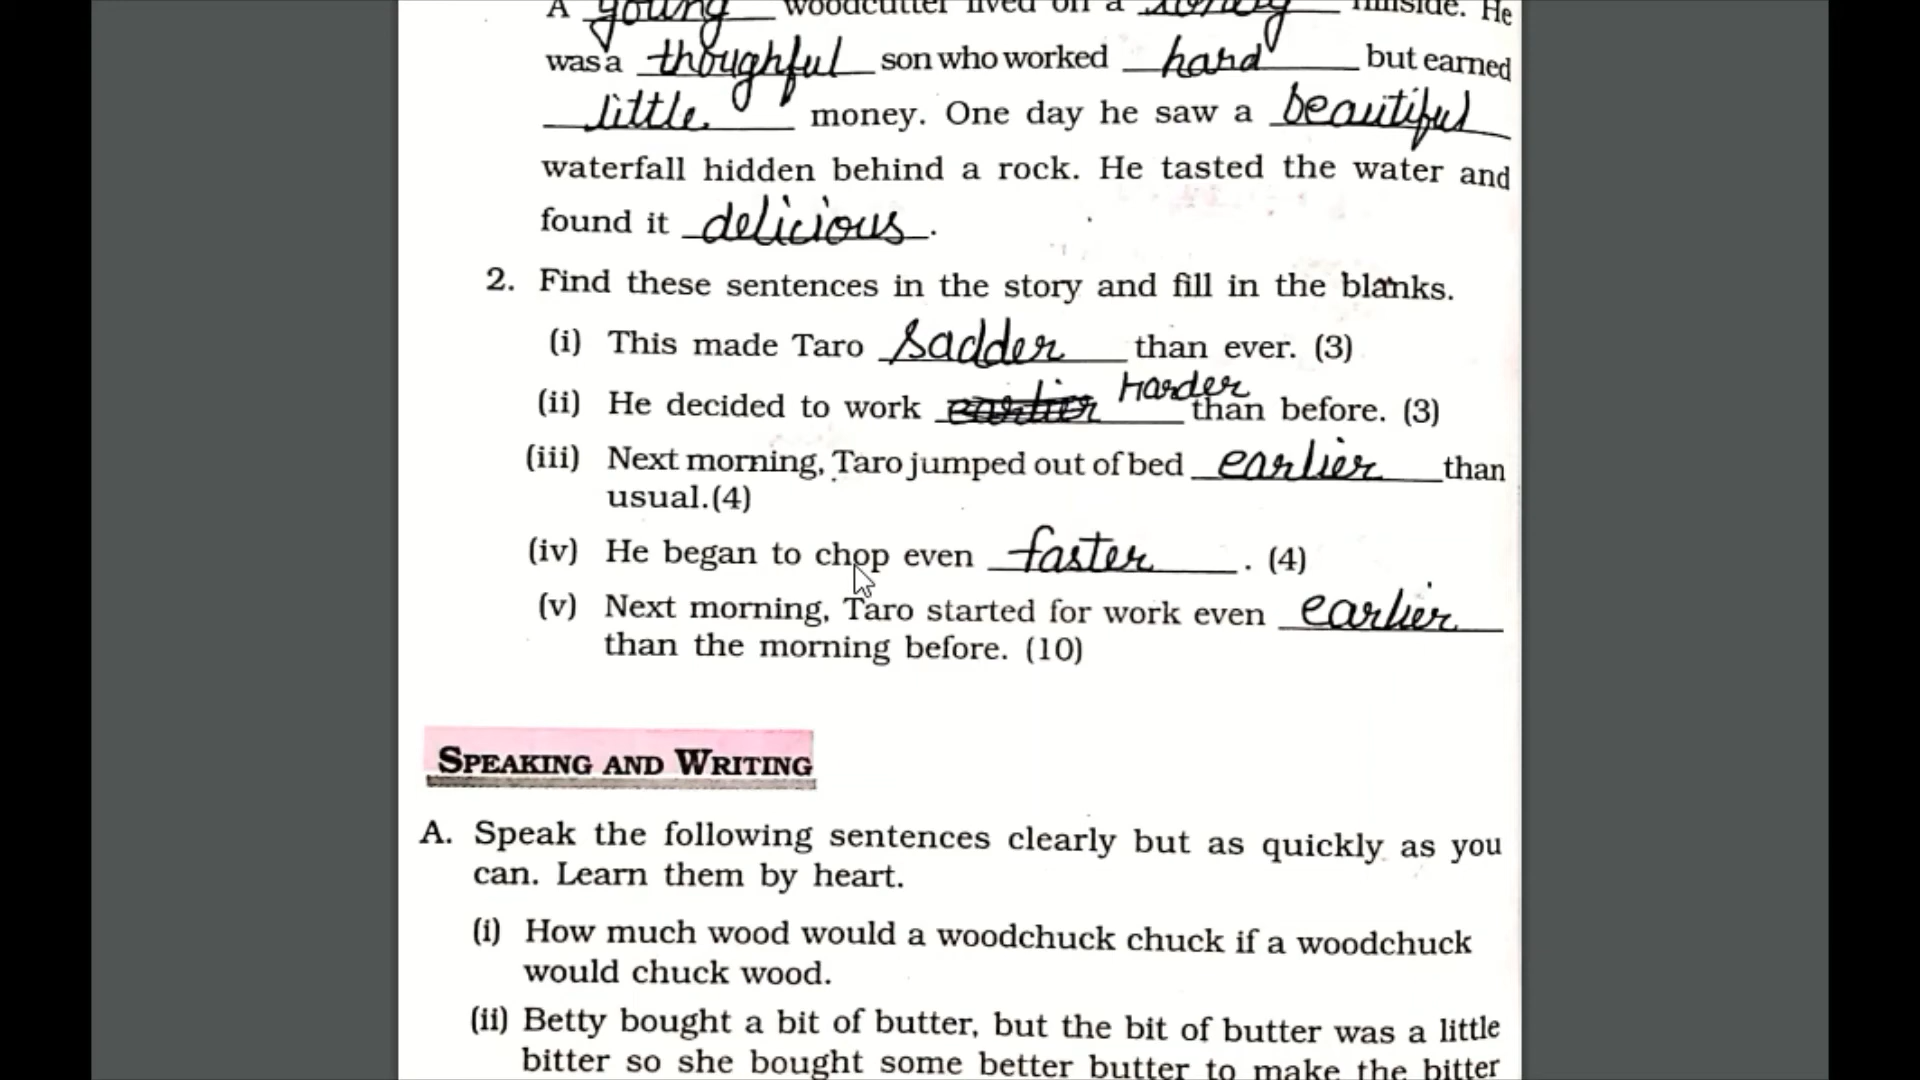 A young woodcutter lived on a lonely hillside. He
was a thoughful son who worked hard but earned
little money. One day he saw a beautiful
waterfall hidden behind a rock. He tasted the water and
found it delicious.
2. Find these sentences in the story and fill in the blanks.
(i) This made Taro sadder than ever. (3)
(ii) He decided to work earlier Harder than before. (3)
(iii) Next morning, Taro jumped out of bed earlier than
usual.(4)
(iv) He began to chop even faster. (4)
(v) Next morning, Taro started for work even earlier
than the morning before. (10)
SPEAKING AND WRITING
A. Speak the following sentences clearly but as quickly as you
can. Learn them by heart.
(i) How much wood would a woodchuck chuck if a woodchuck
would chuck wood.
(ii) Betty bought a bit of butter, but the bit of butter was a little
bitter so she bought some better butter to make the bitter